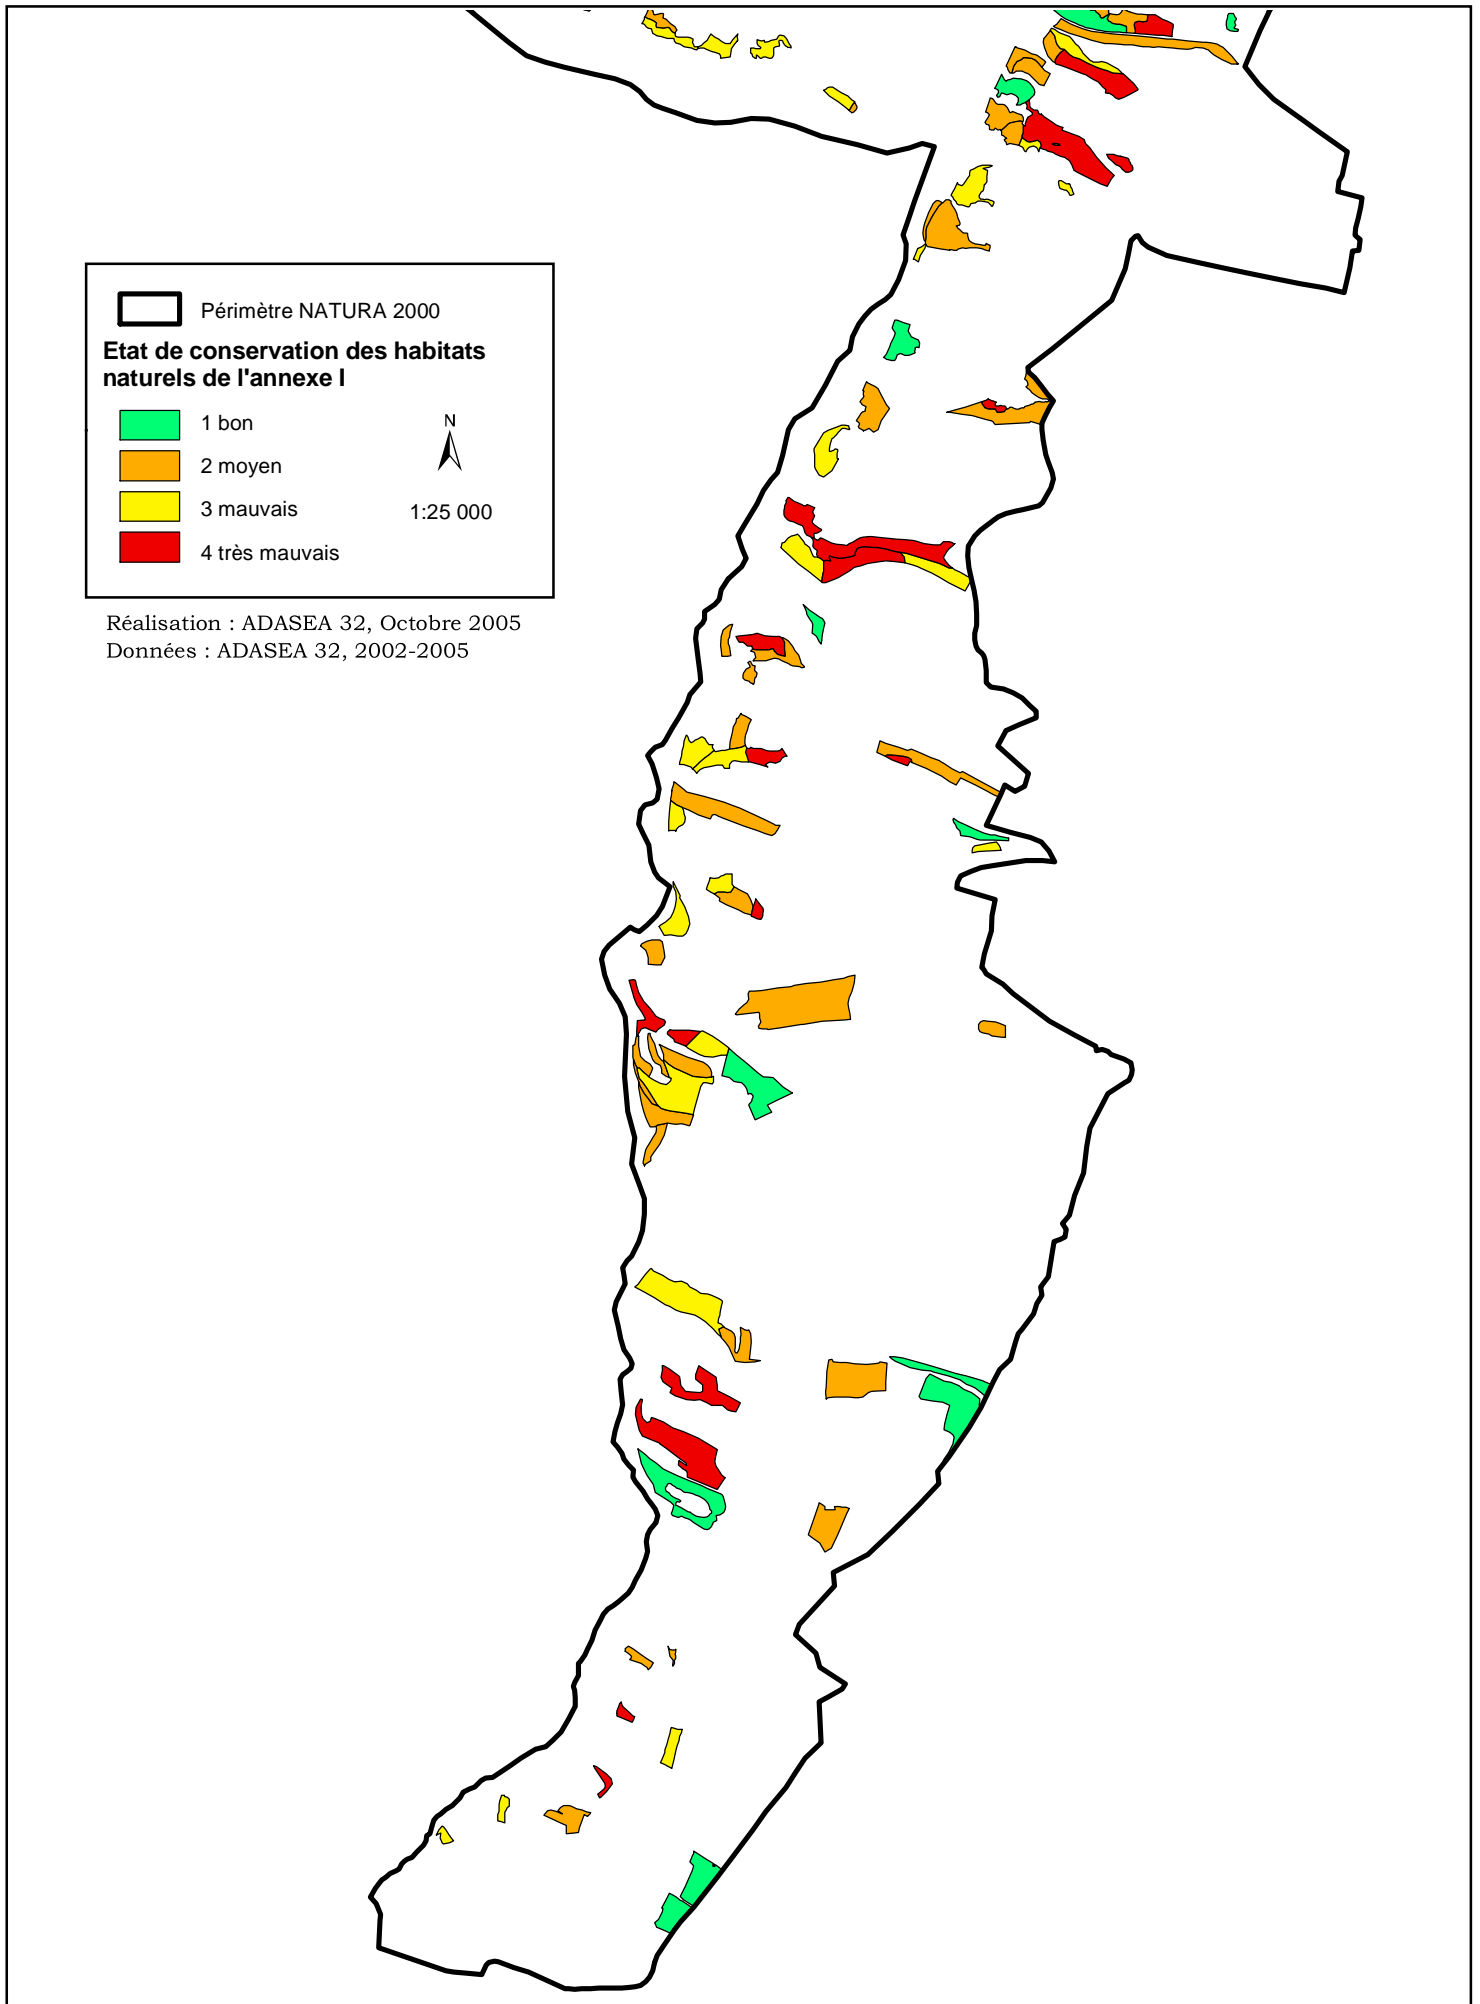 Périmètre NATURA 2000
Etat de conservation des habitats
naturels de l'annexe I
1 bon
2 moyen
3 mauvais
4 très mauvais
N
1:25 000
Réalisation : ADASEA 32, Octobre 2005
Données : ADASEA 32, 2002-2005